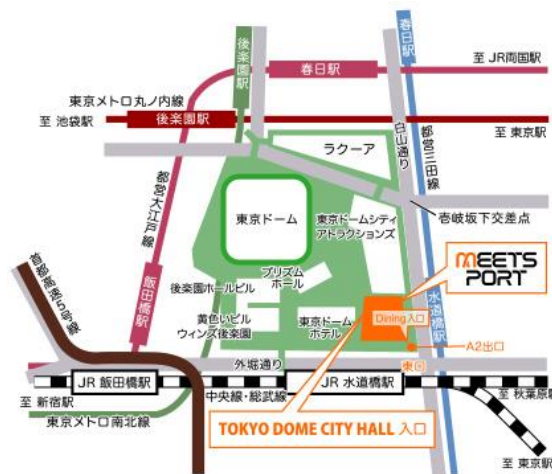 後楽園駅
春日駅
春日駅
至 JR両国駅
東京メトロ丸ノ内線
至 池袋駅
後楽園駅
至 東京駅
白山通り
都営三田線
ラクーア
都営大江戸線
東京ドーム
東京ドームシティ
アトラクションズ
壱岐坂下交差点
首都高速5号線
飯田橋駅
プリズム
ホール
後楽園ホールビル
黄色いビル
ウィンズ後楽園
MEETS
PORT
水道橋駅
東京ドーム
ホテル
Dining入口
A2出口
外堀通り
東口
JR 飯田橋駅
JR 水道橋駅
至 新宿駅
中央線・総武線
至 秋葉原駅
東京メトロ南北線
TOKYO DOME CITY HALL 入口
至 東京駅